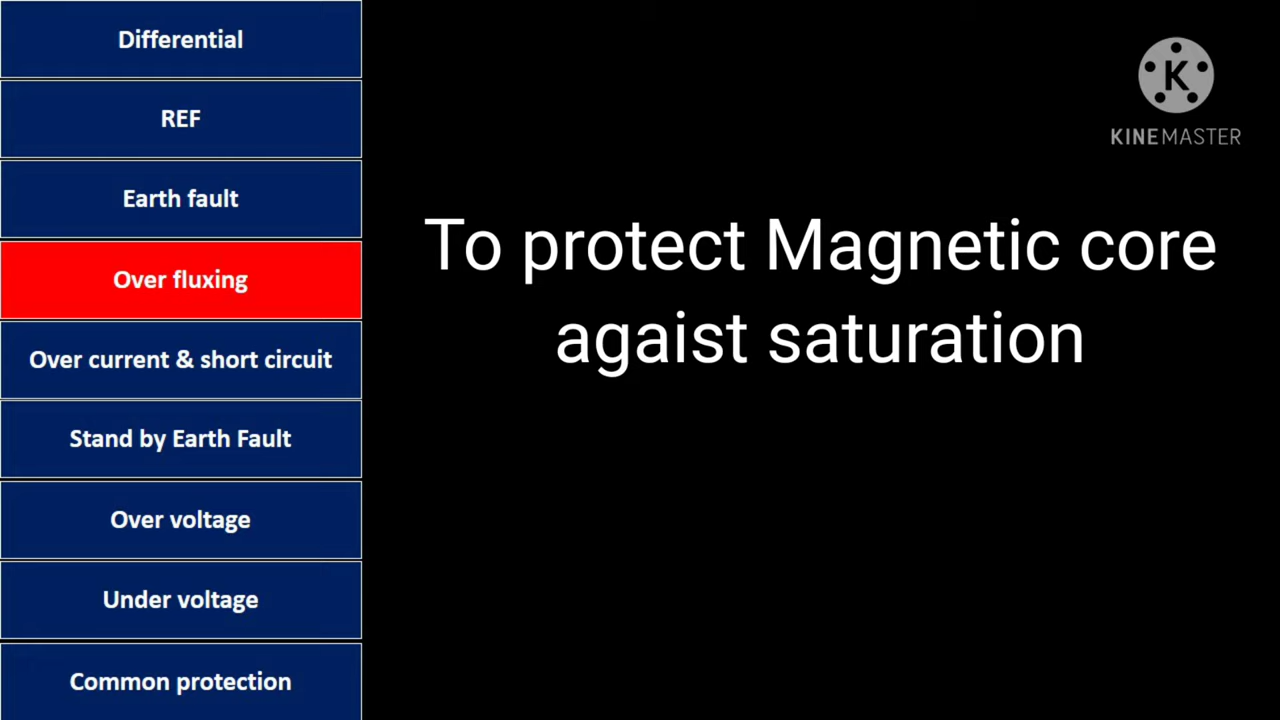 Differential
REF
Earth fault
Over fluxing
Over current & short circuit
Stand by Earth Fault
Over voltage
Under voltage
Common protection
K
KINEMASTER
To protect Magnetic core
agaist saturation